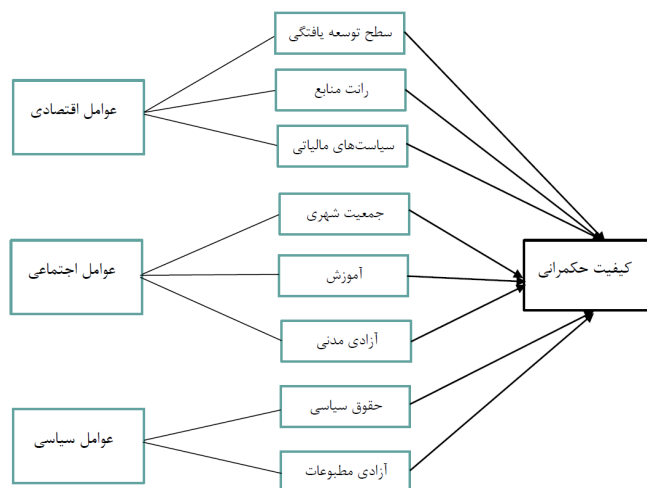 سطح توسعه یافتگی
رانت منابع
عوامل اقتصادی
سیاست‌های مالیاتی
جمعیت شهری
کیفیت حکمرانی
عوامل اجتماعی
آموزش
آزادی مدنی
حقوق سیاسی
عوامل سیاسی
آزادی مطبوعات